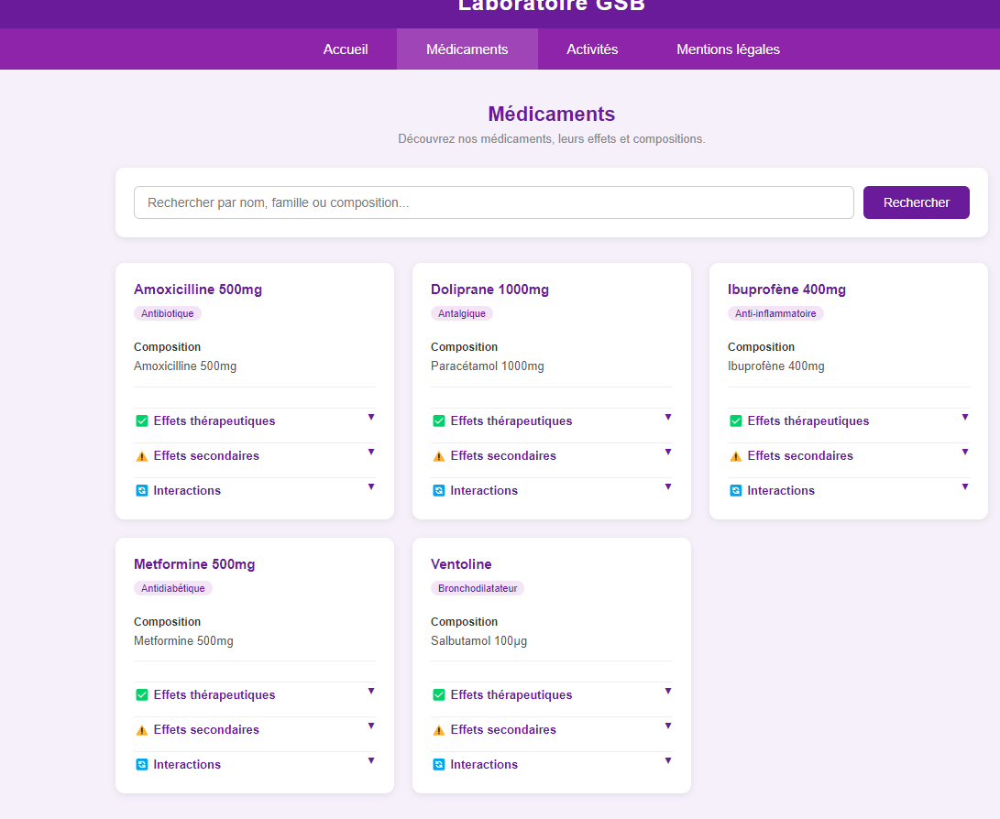 Laboratoire GSB
Accueil Médicaments Activités Mentions légales
Médicaments
Découvrez nos médicaments, leurs effets et compositions.
Rechercher par nom, famille ou composition... Rechercher
Amoxicilline 500mg
Antibiotique
Composition
Amoxicilline 500mg
Effets thérapeutiques
Effets secondaires
Interactions
Doliprane 1000mg
Antalgique
Composition
Paracétamol 1000mg
Effets thérapeutiques
Effets secondaires
Interactions
Ibuprofène 400mg
Anti-inflammatoire
Composition
Ibuprofène 400mg
Effets thérapeutiques
Effets secondaires
Interactions
Metformine 500mg
Antidiabétique
Composition
Metformine 500mg
Effets thérapeutiques
Effets secondaires
Interactions
Ventoline
Bronchodilatateur
Composition
Salbutamol 100µg
Effets thérapeutiques
Effets secondaires
Interactions